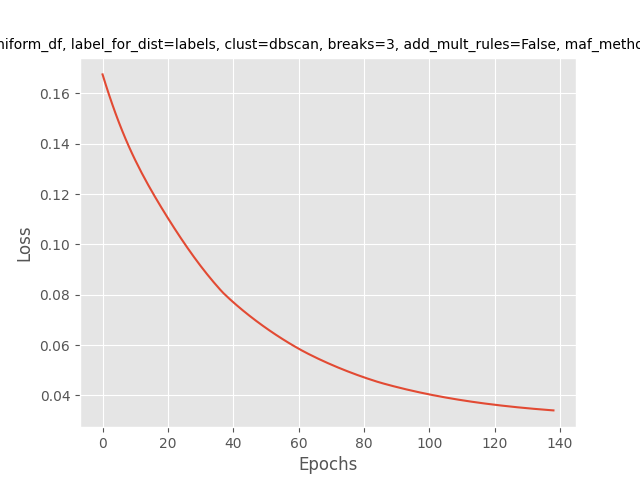 niform_df, label_for_dist=labels, clust=dbscan, breaks=3, add_mult_rules=False, maf_metho
0.16
0.14
0.12
0.10
0.08
0.06
0.04
Loss
0 20 40 60 80 100 120 140
Epochs